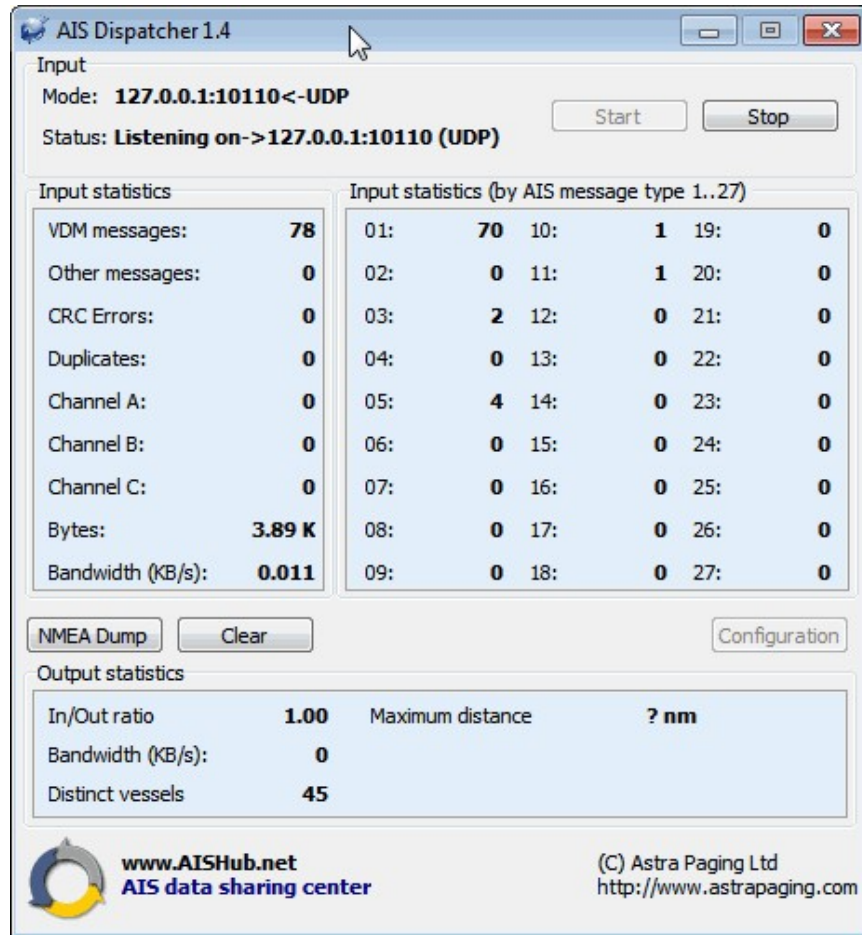 AIS Dispatcher 1.4
Input
Mode: 127.0.0.1:10110<-UDP
Start Stop
Status: Listening on->127.0.0.1:10110 (UDP)
Input statistics
VDM messages: 78
Other messages: 0
CRC Errors: 0
Duplicates: 0
Channel A: 0
Channel B: 0
Channel C: 0
Bytes: 3.89 K
Bandwidth (KB/s): 0.011
Input statistics (by AIS message type 1..27)
01: 70 10: 1 19: 0
02: 0 11: 1 20: 0
03: 2 12: 0 21: 0
04: 0 13: 0 22: 0
05: 4 14: 0 23: 0
06: 0 15: 0 24: 0
07: 0 16: 0 25: 0
08: 0 17: 0 26: 0
09: 0 18: 0 27: 0
NMEA Dump Clear Configuration
Output statistics
In/Out ratio 1.00 Maximum distance ? nm
Bandwidth (KB/s): 0
Distinct vessels 45
www.AISHub.net
AIS data sharing center
(C) Astra Paging Ltd
http://www.astrapaging.com